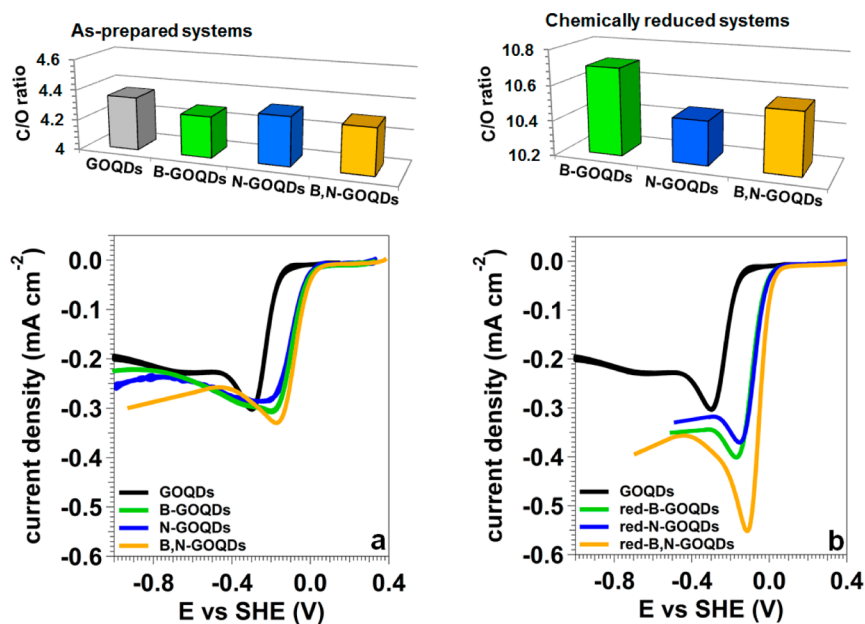 As-prepared systems
4.6
4.4
4.2
4
C/O ratio
GOQDs
B-GOQDs
N-GOQDs
B,N-GOQDs
Chemically reduced systems
10.8
10.6
10.4
10.2
C/O ratio
B-GOQDs
N-GOQDs
B,N-GOQDs
current density (mA cm-2)
0.0
-0.1
-0.2
-0.3
-0.4
-0.5
-0.6
GOQDs
B-GOQDs
N-GOQDs
B,N-GOQDs
a
-0.8
-0.4
0.0
0.4
E vs SHE (V)
current density (mA cm-2)
0.0
-0.1
-0.2
-0.3
-0.4
-0.5
-0.6
GOQDs
red-B-GOQDs
red-N-GOQDs
red-B,N-GOQDs
b
-0.8
-0.4
0.0
0.4
E vs SHE (V)